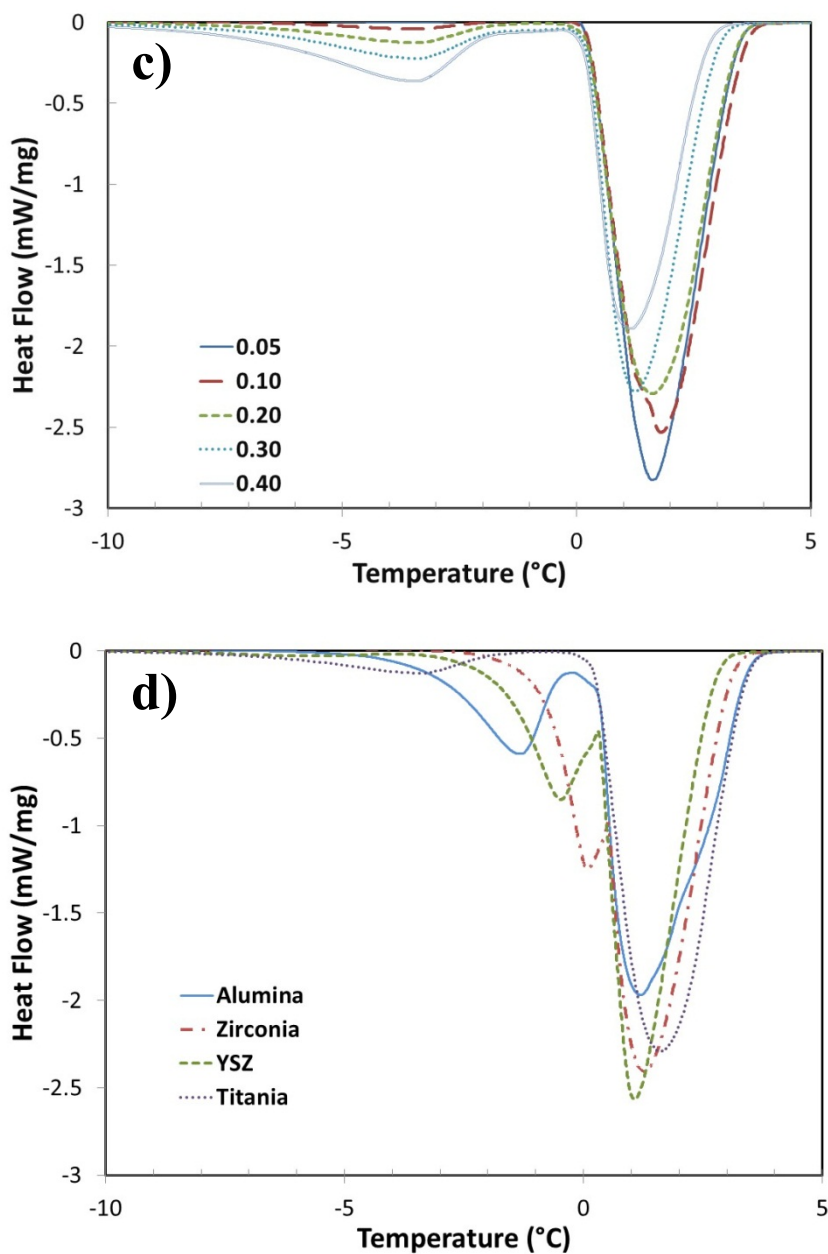 0
c)
-0.5
-1
-1.5
-2
-2.5
-3
Heat Flow (mW/mg)
0.05
0.10
0.20
0.30
0.40
-10
-5
0
5
Temperature (°C)
0
d)
-0.5
-1
-1.5
-2
-2.5
-3
Heat Flow (mW/mg)
Alumina
Zirconia
YSZ
Titania
-10
-5
0
5
Temperature (°C)